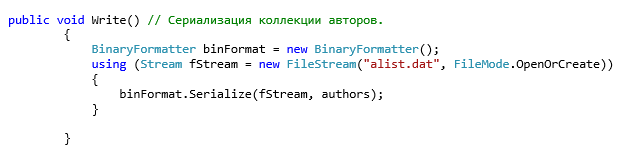 public void Write() // Сериализация коллекции авторов.
{
BinaryFormatter binFormat = new BinaryFormatter();
using (Stream fStream = new FileStream("alist.dat", FileMode.OpenOrCreate))
{
binFormat.Serialize(fStream, authors);
}
}